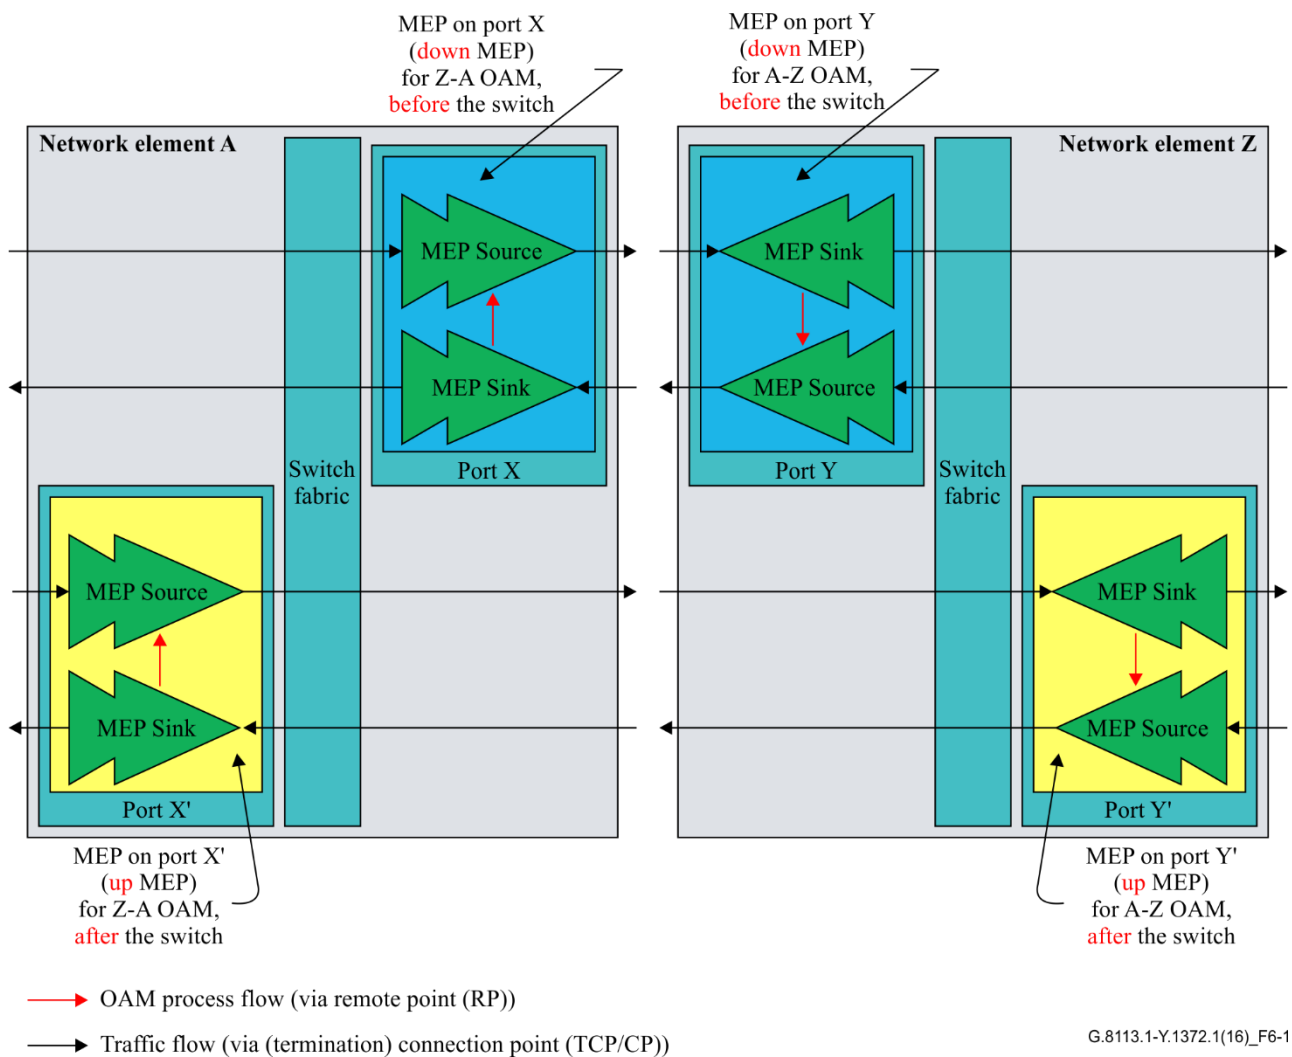 MEP on port X
(down MEP)
for Z-A OAM,
before the switch
MEP on port Y
(down MEP)
for A-Z OAM,
before the switch
Network element A
Network element Z
MEP Source
MEP Sink
MEP Sink
MEP Source
Port X
Port Y
Switch
fabric
Switch
fabric
MEP Source
MEP Sink
MEP Sink
MEP Source
Port X'
Port Y'
MEP on port X'
(up MEP)
for Z-A OAM,
after the switch
MEP on port Y'
(up MEP)
for A-Z OAM,
after the switch
OAM process flow (via remote point (RP))
Traffic flow (via (termination) connection point (TCP/CP))
G.8113.1-Y.1372.1(16)_F6-1